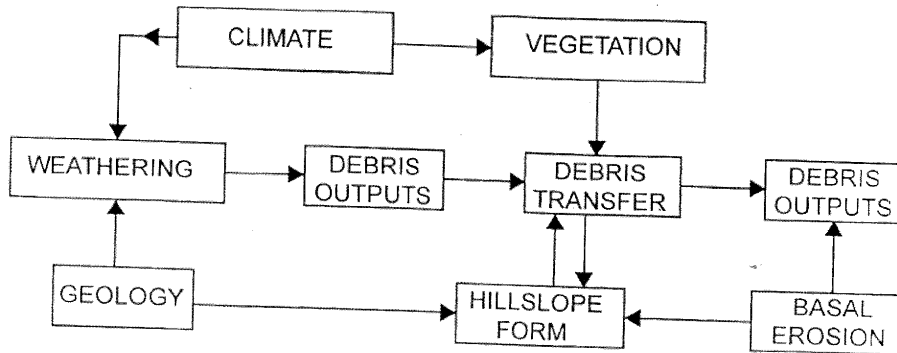 CLIMATE
VEGETATION
WEATHERING
DEBRIS
OUTPUTS
DEBRIS
TRANSFER
DEBRIS
OUTPUTS
GEOLOGY
HILLSLOPE
FORM
BASAL
EROSION